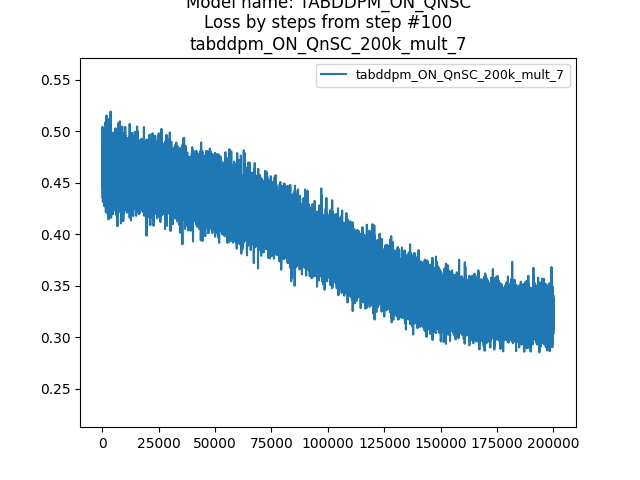 Model name: TABDDPM_ON_QNSC
Loss by steps from step #100
tabddpm_ON_QnSC_200k_mult_7
tabddpm_ON_QnSC_200k_mult_7
0.55
0.50
0.45
0.40
0.35
0.30
0.25
0 25000 50000 75000 100000 125000 150000 175000 200000